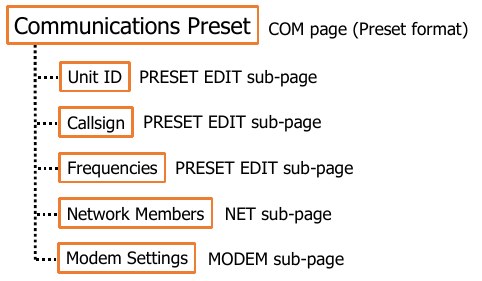 Communications Preset COM page (Preset format)
Unit ID PRESET EDIT sub-page
Callsign PRESET EDIT sub-page
Frequencies PRESET EDIT sub-page
Network Members NET sub-page
Modem Settings MODEM sub-page